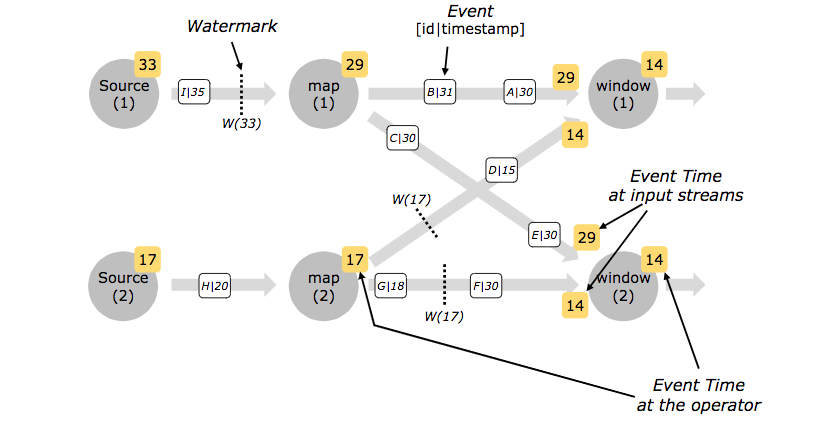 Watermark
Event
[id|timestamp]
33
29
14
Source
(1)
I|35
W(33)
map
(1)
B|31
A|30
29
window
(1)
C|30
14
D|15
W(17)
Event Time
at input streams
E|30
29
17
17
14
Source
(2)
H|20
map
(2)
G|18
F|30
W(17)
14
window
(2)
Event Time
at the operator